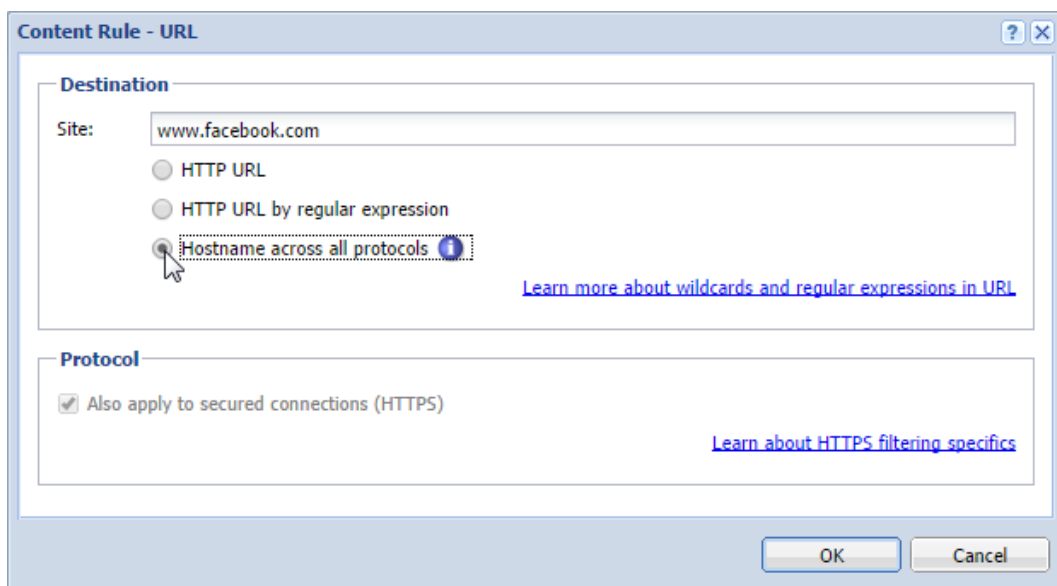 Content Rule - URL
Destination
Site: www.facebook.com
HTTP URL
HTTP URL by regular expression
Hostname across all protocols
Learn more about wildcards and regular expressions in URL
Protocol
Also apply to secured connections (HTTPS)
Learn about HTTPS filtering specifics
OK Cancel